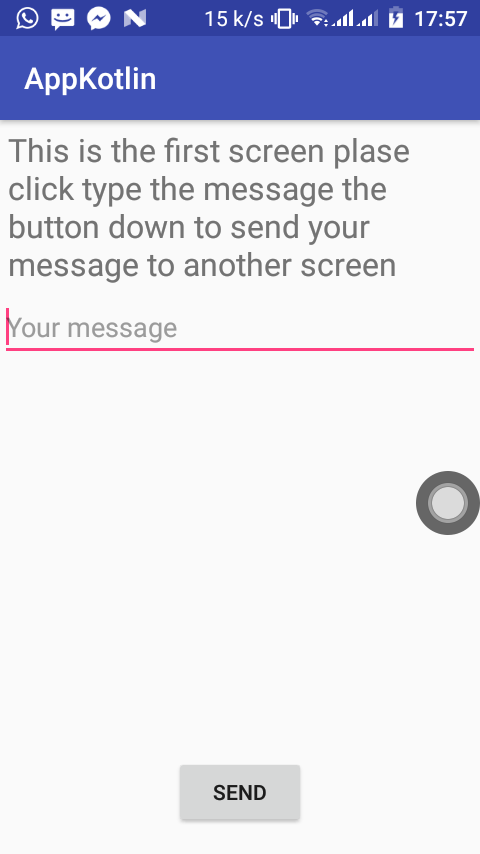 15 k/s 17:57
AppKotlin
This is the first screen plase
click type the message the
button down to send your
message to another screen
Your message
SEND